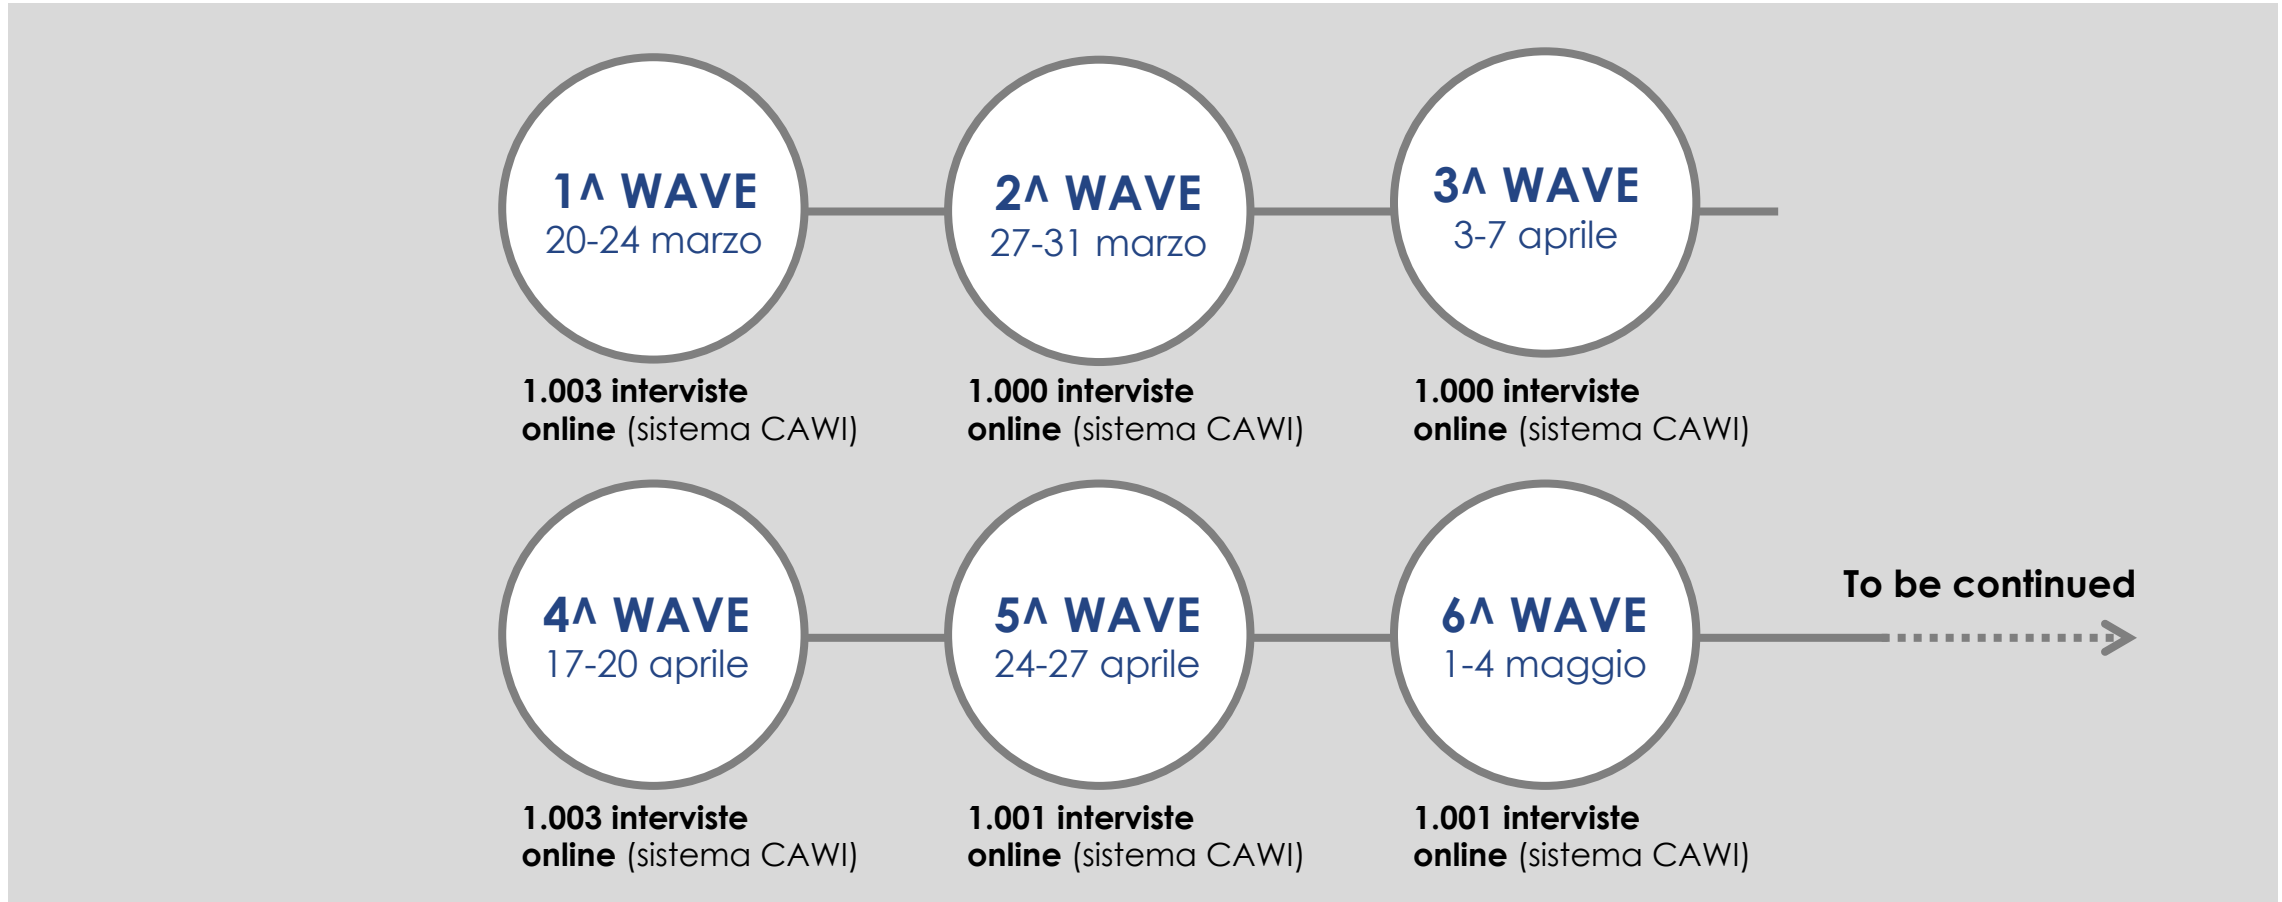 1^ WAVE
20-24 marzo
1.003 interviste
online (sistema CAWI)
2^ WAVE
27-31 marzo
1.000 interviste
online (sistema CAWI)
3^ WAVE
3-7 aprile
1.000 interviste
online (sistema CAWI)
4^ WAVE
17-20 aprile
1.003 interviste
online (sistema CAWI)
5^ WAVE
24-27 aprile
1.001 interviste
online (sistema CAWI)
6^ WAVE
1-4 maggio
1.001 interviste
online (sistema CAWI)
To be continued